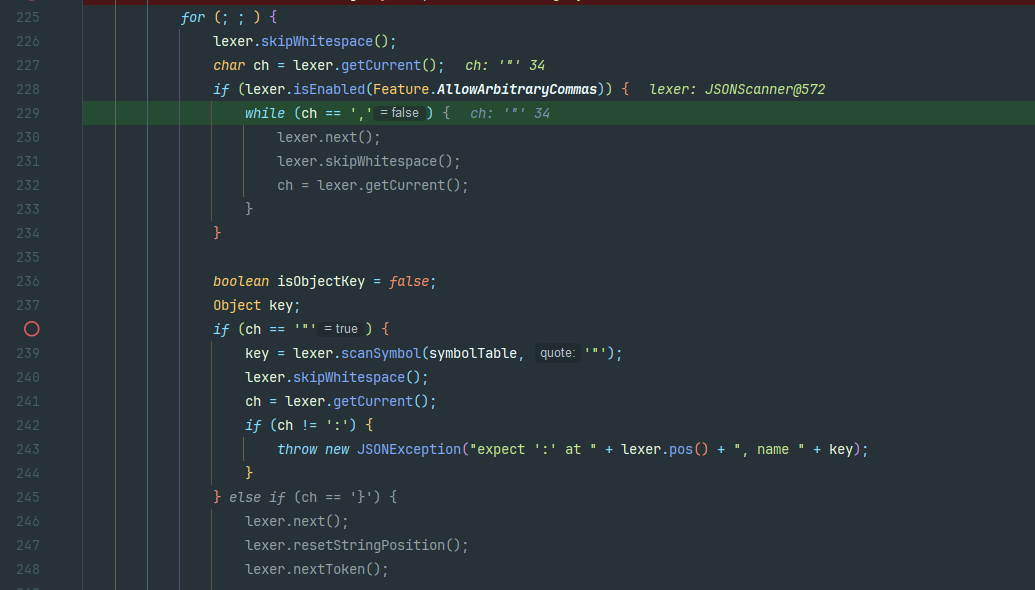 225 for (; ; ) {
226 lexer.skipWhitespace();
227 char ch = lexer.getCurrent(); ch: '"' 34
228 if (lexer.isEnabled(Feature.AllowArbitraryCommas)) { lexer: JSONScanner@572
229 while (ch == ',' = false ) { ch: '"' 34
230 lexer.next();
231 lexer.skipWhitespace();
232 ch = lexer.getCurrent();
233 }
234 }
235
236 boolean isObjectKey = false;
237 Object key;
if (ch == '"' = true ) {
239 key = lexer.scanSymbol(symbolTable, quote: '"');
240 lexer.skipWhitespace();
241 ch = lexer.getCurrent();
242 if (ch != ':') {
243 throw new JSONException("expect ':' at " + lexer.pos() + ", name " + key);
244 }
245 } else if (ch == '}') {
246 lexer.next();
247 lexer.resetStringPosition();
248 lexer.nextToken();